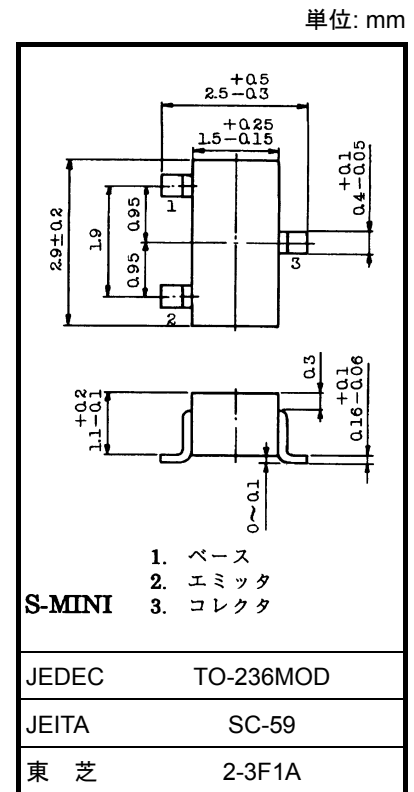 単位: mm
+0.5
2.5−0.3
+0.25
1.5−0.15
+0.1
0.4−0.05
2.9±0.2
1.9
0.95
0.95
1
2
3
+0.2
1.1−0.1
0.3
+0.1
0.16−0.06
0~0.1
1. ベース
2. エミッタ
S-MINI 3. コレクタ
JEDEC TO-236MOD
JEITA SC-59
東 芝 2-3F1A